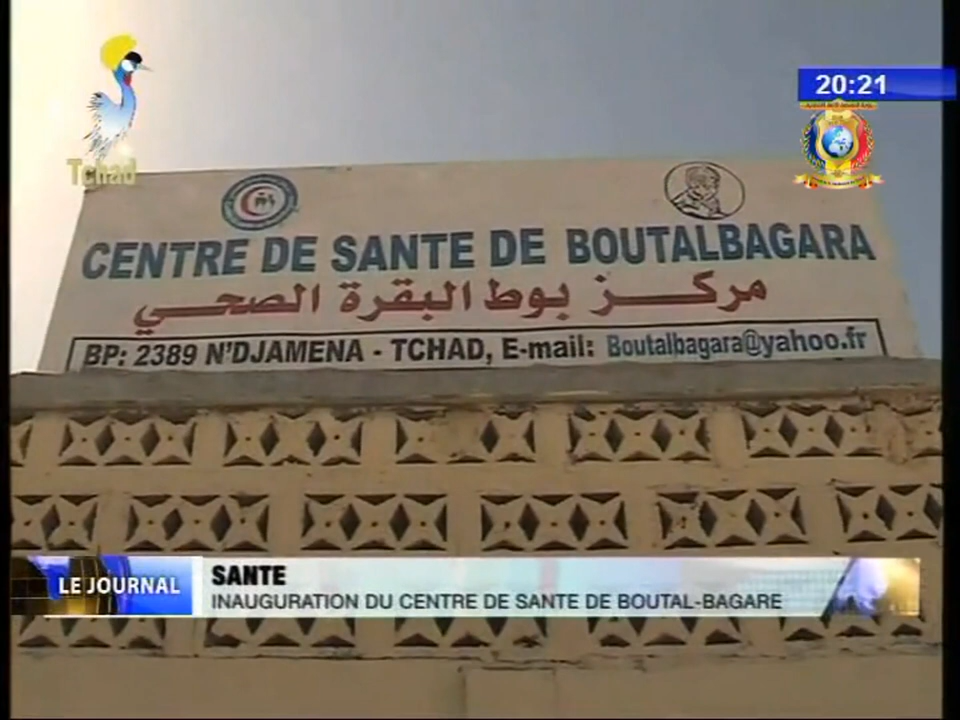 20:21
Tchad
CENTRE DE SANTE DE BOUTALBAGARA
مركز بوط البقرة الصحي
BP: 2389 N'DJAMENA - TCHAD, E-mail: Boutalbagara@yahoo.fr
LE JOURNAL
SANTE
INAUGURATION DU CENTRE DE SANTE DE BOUTAL-BAGARE